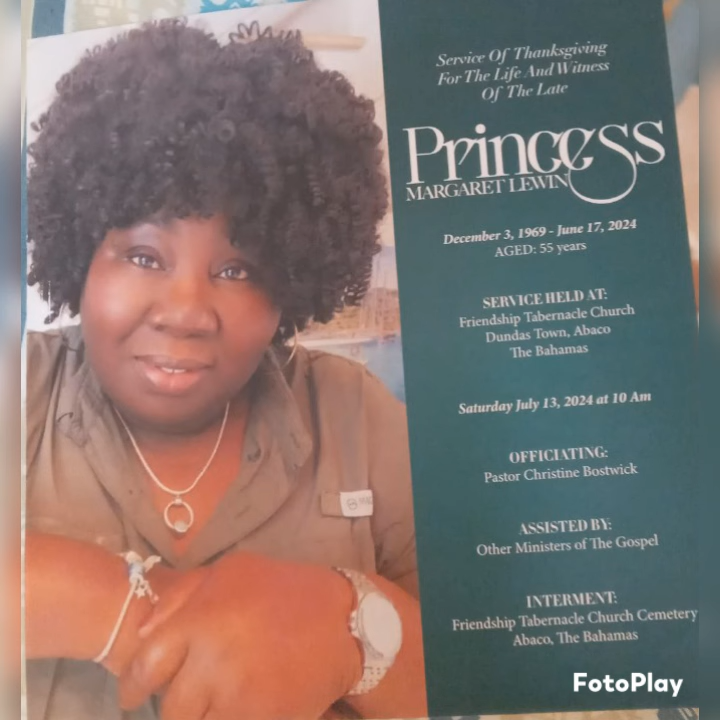 Service Of Thanksgiving
For The Life And Witness
Of The Late
Princess
MARGARET LEWIN
December 3, 1969 - June 17, 2024
AGED: 55 years
SERVICE HELD AT:
Friendship Tabernacle Church
Dundas Town, Abaco
The Bahamas
Saturday July 13, 2024 at 10 Am
OFFICIATING:
Pastor Christine Bostwick
ASSISTED BY:
Other Ministers of The Gospel
INTERMENT:
Friendship Tabernacle Church Cemetery
Abaco, The Bahamas
FotoPlay